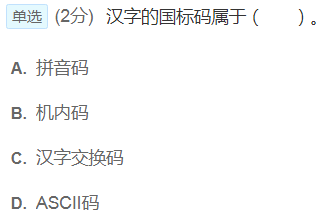 单选 (2分) 汉字的国标码属于 ( )。
A. 拼音码
B. 机内码
C. 汉字交换码
D. ASCII码